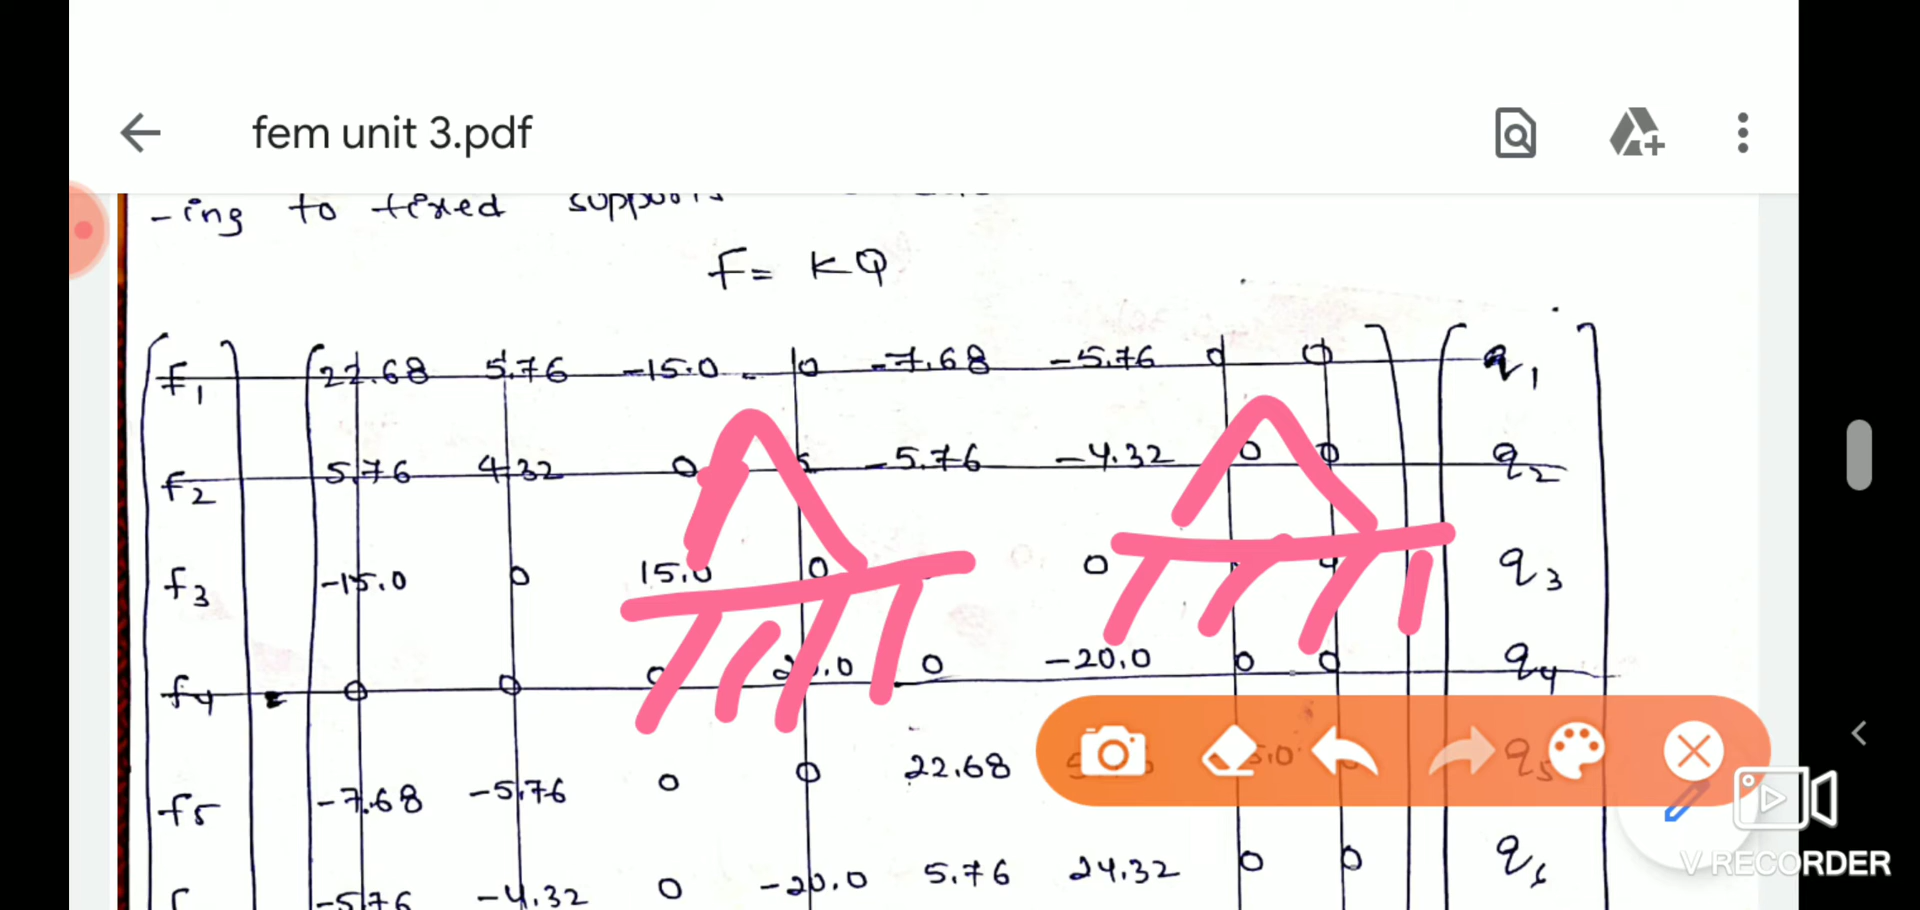 fem unit 3.pdf
-ing to fixed supports
F = KQ
f1 22.68 5.76 -15.0 0 -7.68 -5.76 0 0 q1
f2 5.76 4.32 0 -5.76 -4.32 0 0 q2
f3 -15.0 0 15.0 0 0 q3
f4 = 0 0 0 20.0 0 -20.0 0 0 q4
f5 -7.68 -5.76 0 0 22.68 q5
-5.76 -4.32 0 -20.0 5.76 24.32 0 0 q6
V RECORDER